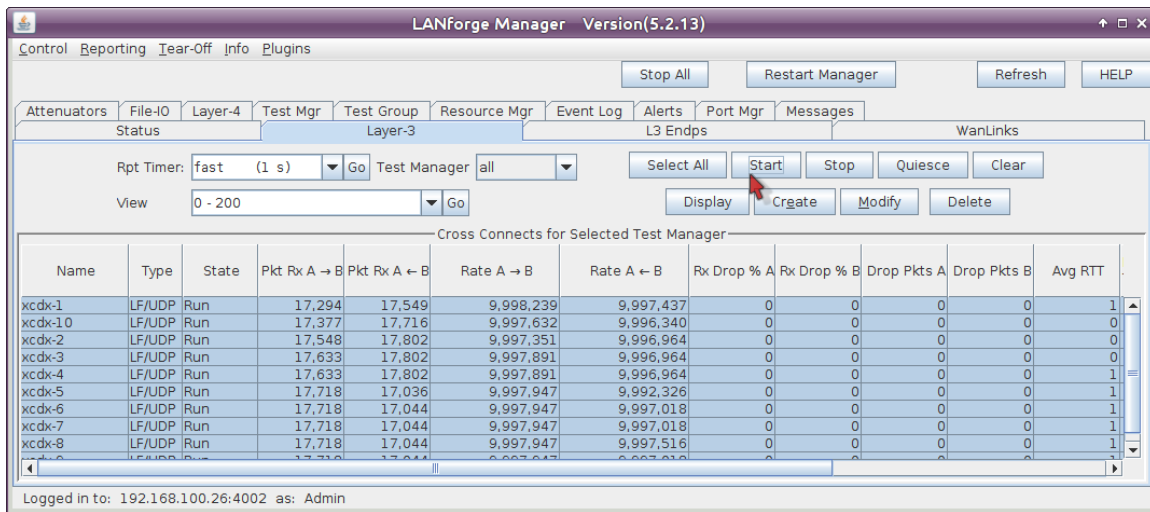 LANforge Manager Version(5.2.13)
Control Reporting Tear-Off Info Plugins
Stop All Restart Manager Refresh HELP
Attenuators File-IO Layer-4 Test Mgr Test Group Resource Mgr Event Log Alerts Port Mgr Messages
Status Layer-3 L3 Endps WanLinks
Rpt Timer: fast (1 s) Go Test Manager all Select All Start Stop Quiesce Clear
View 0 - 200 Go Display Create Modify Delete
Cross Connects for Selected Test Manager
Name Type State Pkt Rx A → B Pkt Rx A ← B Rate A → B Rate A ← B Rx Drop % A Rx Drop % B Drop Pkts A Drop Pkts B Avg RTT
xcdx-1 LF/UDP Run 17,294 17,549 9,998,239 9,997,437 0 0 0 0 1
xcdx-10 LF/UDP Run 17,377 17,716 9,997,632 9,996,340 0 0 0 0 0
xcdx-2 LF/UDP Run 17,548 17,802 9,997,351 9,996,964 0 0 0 0 0
xcdx-3 LF/UDP Run 17,633 17,802 9,997,891 9,996,964 0 0 0 0 0
xcdx-4 LF/UDP Run 17,633 17,802 9,997,891 9,996,964 0 0 0 0 1
xcdx-5 LF/UDP Run 17,718 17,036 9,997,947 9,992,326 0 0 0 0 1
xcdx-6 LF/UDP Run 17,718 17,044 9,997,947 9,997,018 0 0 0 0 1
xcdx-7 LF/UDP Run 17,718 17,044 9,997,947 9,997,018 0 0 0 0 1
xcdx-8 LF/UDP Run 17,718 17,044 9,997,947 9,997,516 0 0 0 0 1
Logged in to: 192.168.100.26:4002 as: Admin